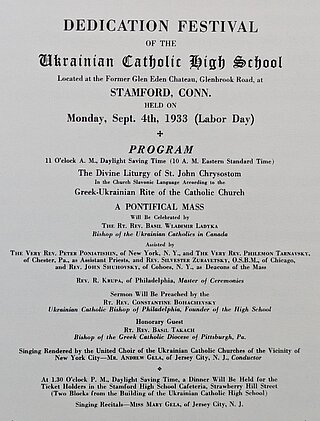 DEDICATION FESTIVAL
OF THE
Ukrainian Catholic High School
Located at the Former Glen Eden Chateau, Glenbrook Road, at
STAMFORD, CONN.
HELD ON
Monday, Sept. 4th, 1933 (Labor Day)
PROGRAM
11 O'clock A. M., Daylight Saving Time (10 A. M. Eastern Standard Time)
The Divine Liturgy of St. John Chrysostom
In the Church Slavonic Language According to the
Greek-Ukrainian Rite of the Catholic Church
A PONTIFICAL MASS
Will Be Celebrated by
The Rt. Rev. Basil Wladimir Ladyka
Bishop of the Ukrainian Catholics in Canada
Assisted by
The Very Rev. Peter Poniatishin, of New York, N. Y., and The Very Rev. Philemon Tarnavsky,
of Chester, Pa., as Assistant Priests, and Rev. Silvester Zuravetsky, O.S.B.M., of Chicago,
and Rev. John Shuhovsky, of Cohoes, N. Y., as Deacons of the Mass
Rev. R. Krupa, of Philadelphia, Master of Ceremonies
Sermon Will Be Preached by the
Rt. Rev. Constantine Bohachevsky
Ukrainian Catholic Bishop of Philadelphia, Founder of the High School
Honorary Guest
Rt. Rev. Basil Takach
Bishop of the Greek Catholic Diocese of Pittsburgh, Pa.
Singing Rendered by the United Choir of the Ukrainian Catholic Churches of the Vicinity of
New York City—Mr. Andrew Gela, of Jersey City, N. J., Conductor
At 1.30 O'clock P. M., Daylight Saving Time, a Dinner Will Be Held for the
Ticket Holders in the Stamford High School Cafeteria, Strawberry Hill Street
(Two Blocks from the Building of the Ukrainian Catholic High School)
Singing Recitals—Miss Mary Gela, of Jersey City, N. J.